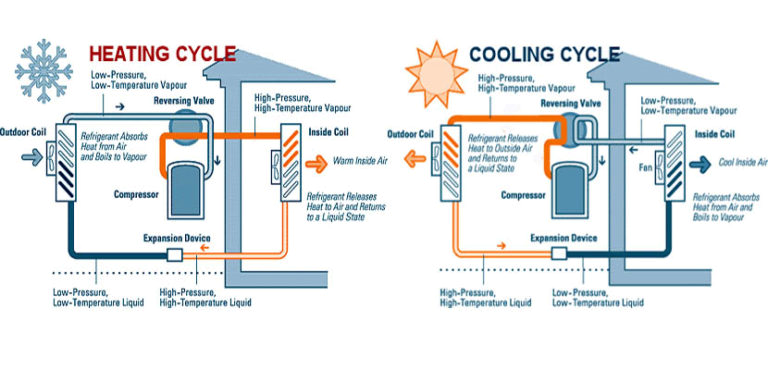 HEATING CYCLE
Low-Pressure,
Low-Temperature Vapour
Reversing Valve
High-Pressure,
High-Temperature Vapour
Outdoor Coil
Refrigerant Absorbs
Heat from Air
and Boils to Vapour
Inside Coil
Warm Inside Air
Compressor
Refrigerant Releases
Heat to Air and Returns
to a Liquid State
Expansion Device
Low-Pressure,
Low-Temperature Liquid
High-Pressure,
High-Temperature Liquid
COOLING CYCLE
High-Pressure,
High-Temperature Vapour
Reversing Valve
Low-Pressure,
Low-Temperature Vapour
Outdoor Coil
Refrigerant Releases
Heat to Outside Air
and Returns to
a Liquid State
Inside Coil
Fan
Cool Inside Air
Compressor
Refrigerant Absorbs
Heat from Air and
Boils to Vapour
Expansion Device
High-Pressure,
High-Temperature Liquid
Low-Pressure,
Low-Temperature Liquid